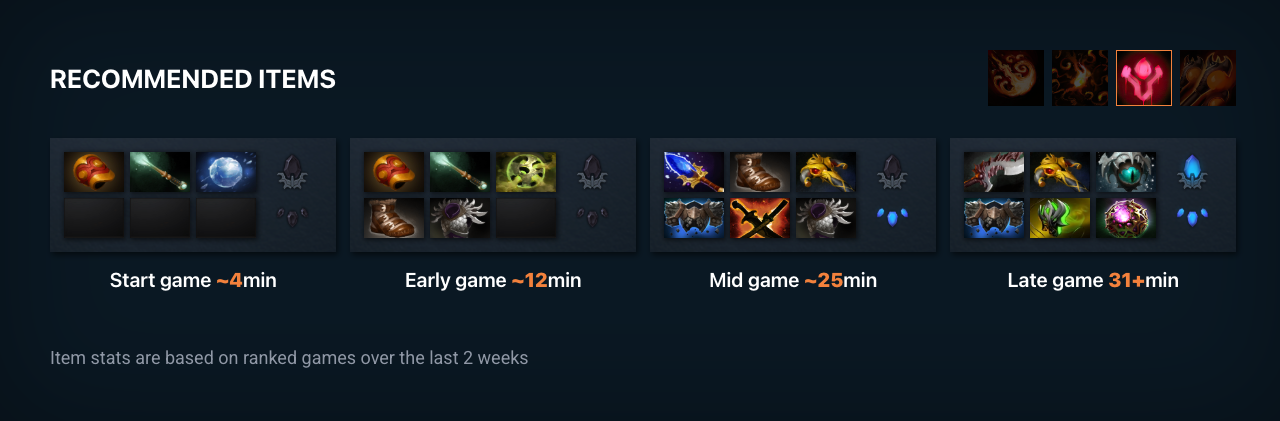 RECOMMENDED ITEMS
Start game ~4min
Early game ~12min
Mid game ~25min
Late game 31+min
Item stats are based on ranked games over the last 2 weeks